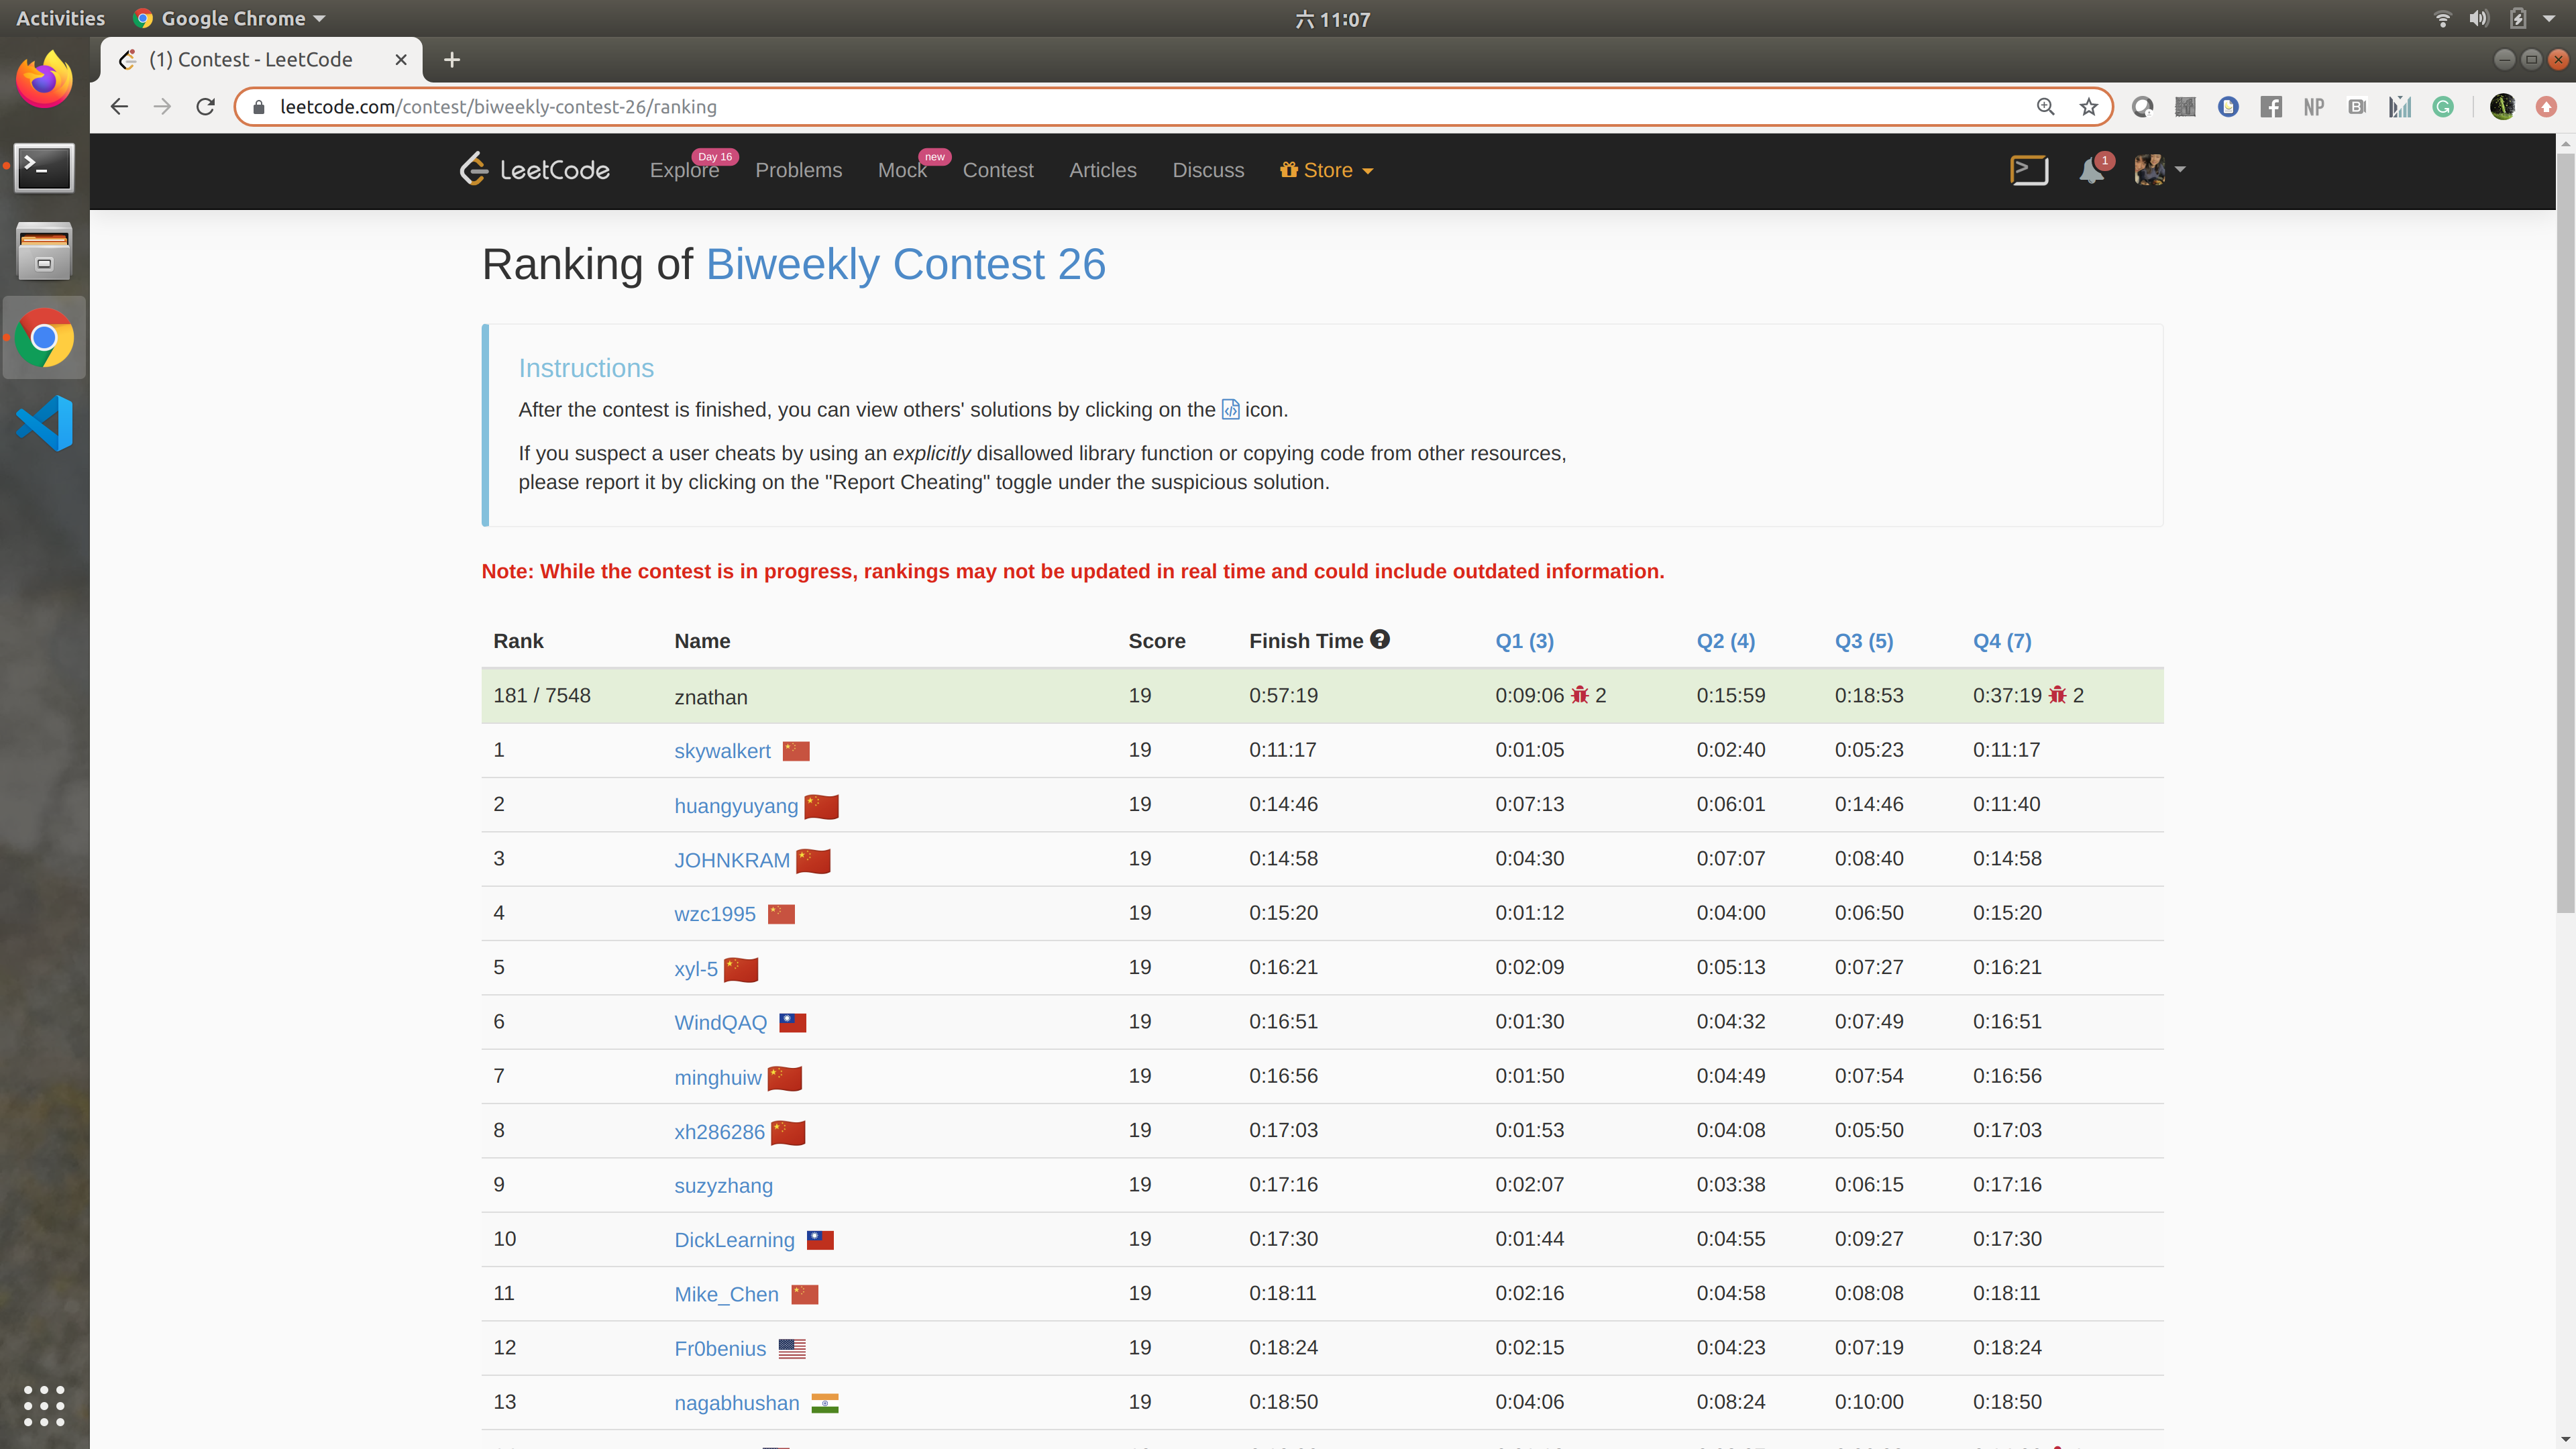 Activities Google Chrome 六 11:07
(1) Contest - LeetCode
leetcode.com/contest/biweekly-contest-26/ranking NP
LeetCode Explore Day 16 Problems Mock new Contest Articles Discuss Store 1
Ranking of Biweekly Contest 26
Instructions
After the contest is finished, you can view others' solutions by clicking on the icon.
If you suspect a user cheats by using an explicitly disallowed library function or copying code from other resources,
please report it by clicking on the "Report Cheating" toggle under the suspicious solution.
Note: While the contest is in progress, rankings may not be updated in real time and could include outdated information.
Rank Name Score Finish Time Q1 (3) Q2 (4) Q3 (5) Q4 (7)
181 / 7548 znathan 19 0:57:19 0:09:06 2 0:15:59 0:18:53 0:37:19 2
1 skywalkert 19 0:11:17 0:01:05 0:02:40 0:05:23 0:11:17
2 huangyuyang 19 0:14:46 0:07:13 0:06:01 0:14:46 0:11:40
3 JOHNKRAM 19 0:14:58 0:04:30 0:07:07 0:08:40 0:14:58
4 wzc1995 19 0:15:20 0:01:12 0:04:00 0:06:50 0:15:20
5 xyl-5 19 0:16:21 0:02:09 0:05:13 0:07:27 0:16:21
6 WindQAQ 19 0:16:51 0:01:30 0:04:32 0:07:49 0:16:51
7 minghuiw 19 0:16:56 0:01:50 0:04:49 0:07:54 0:16:56
8 xh286286 19 0:17:03 0:01:53 0:04:08 0:05:50 0:17:03
9 suzyzhang 19 0:17:16 0:02:07 0:03:38 0:06:15 0:17:16
10 DickLearning 19 0:17:30 0:01:44 0:04:55 0:09:27 0:17:30
11 Mike_Chen 19 0:18:11 0:02:16 0:04:58 0:08:08 0:18:11
12 Fr0benius 19 0:18:24 0:02:15 0:04:23 0:07:19 0:18:24
13 nagabhushan 19 0:18:50 0:04:06 0:08:24 0:10:00 0:18:50